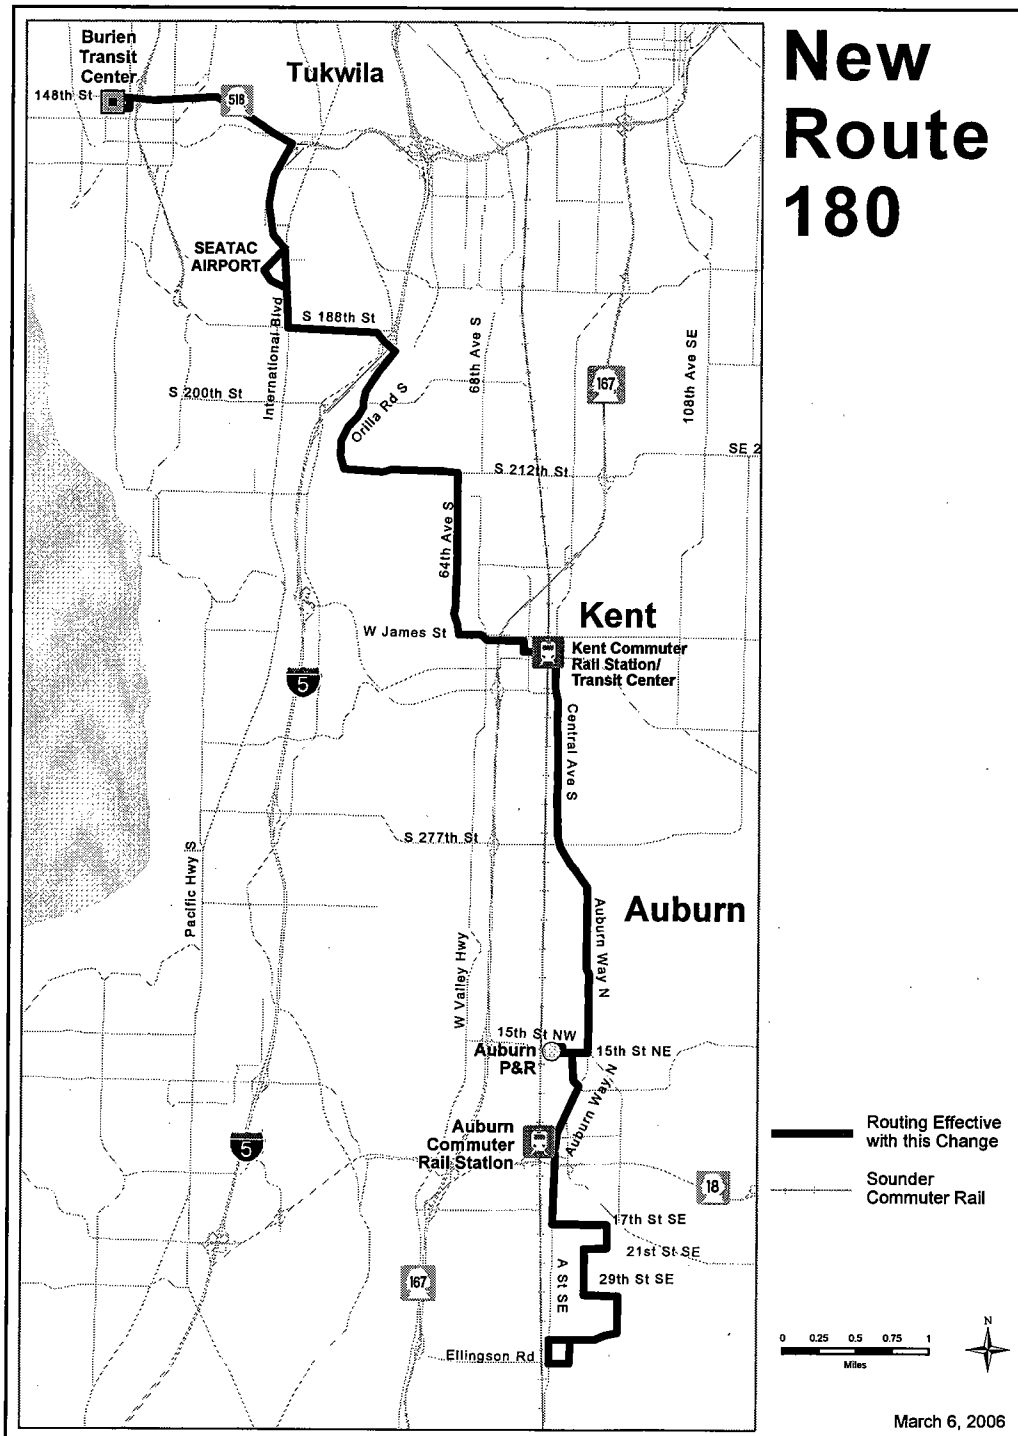 New
Route
180
Burien
Transit
Center
Tukwila
148th St
518
SEATAC
AIRPORT
International Blvd
S 188th St
68th Ave S
108th Ave SE
167
S 200th St
Orilla Rd S
SE 2
S 212th St
64th Ave S
Kent
W James St
Kent Commuter
Rail Station/
Transit Center
5
Central Ave S
S 277th St
Pacific Hwy S
Auburn
Auburn Way N
W Valley Hwy
15th St NW
Auburn
P&R
15th St NE
Auburn Way N
Auburn
Commuter
Rail Station
5
Routing Effective
with this Change
Sounder
Commuter Rail
18
17th St SE
21st St SE
A St SE
29th St SE
167
Ellingson Rd
0 0.25 0.5 0.75 1
Miles
N
March 6, 2006